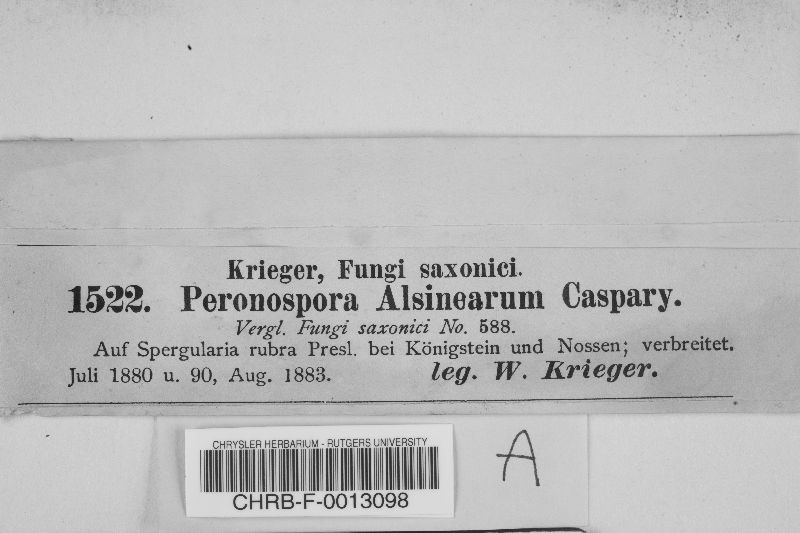 Krieger, Fungi saxonici.
1522. Peronospora Alsinearum Caspary.
Vergl. Fungi saxonici No. 588.
Auf Spergularia rubra Presl. bei Königstein und Nossen; verbreitet.
Juli 1880 u. 90, Aug. 1883. leg. W. Krieger.
CHRYSLER HERBARIUM - RUTGERS UNIVERSITY
CHRB-F-0013098
A